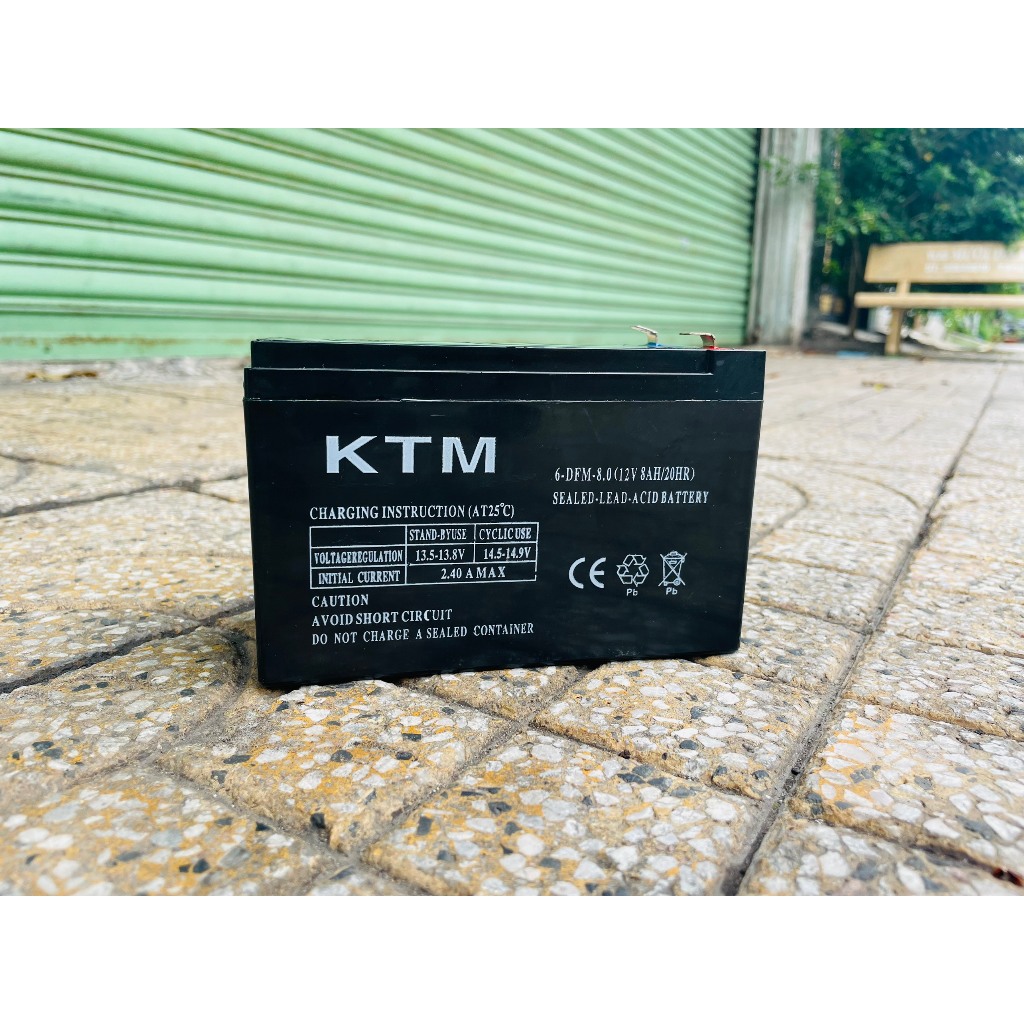 KTM
6-DFM-8.0 (12V 8AH/20HR)
SEALED-LEAD-ACID BATTERY
CHARGING INSTRUCTION (AT25℃)
STAND-BYUSE CYCLIC USE
VOLTAGEREGULATION 13.5-13.8V 14.5-14.9V
INITIAL CURRENT 2.40 A MAX
CAUTION
AVOID SHORT CIRCUIT
DO NOT CHARGE A SEALED CONTAINER
CE
Pb Pb